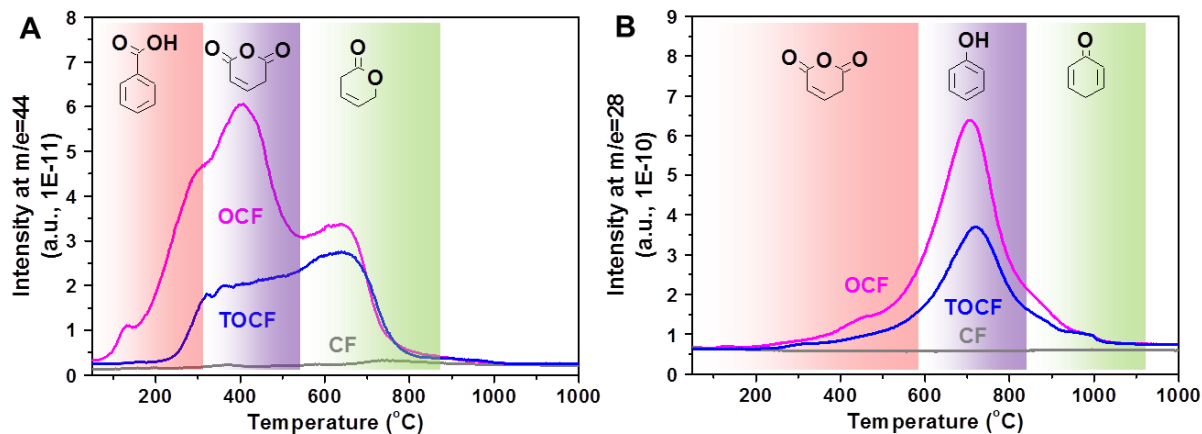 A
Intensity at m/e=44
(a.u., 1E-11)
8
7
6
5
4
3
2
1
0
O
OH
O O O
O
O
OCF
TOCF
CF
200 400 600 800 1000 1000
Temperature (°C)
B
Intensity at m/e=28
(a.u., 1E-10)
9
8
7
6
5
4
3
2
1
0
O O O
OH
O
OCF
TOCF
CF
200 400 600 800 1000 1000
Temperature (°C)